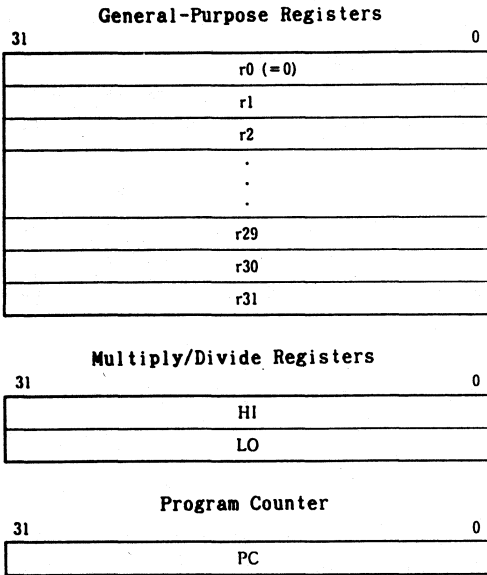 General-Purpose Registers
31 0
r0 (=0)
r1
r2
.
.
.
r29
r30
r31
Multiply/Divide Registers
31 0
HI
LO
Program Counter
31 0
PC